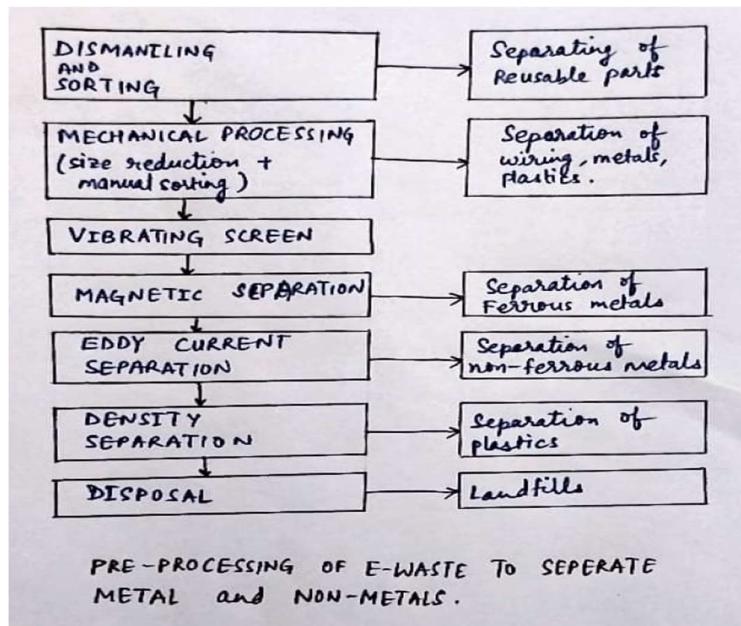 DISMANTLING
AND
SORTING
Separating of
Reusable parts
MECHANICAL PROCESSING
(size reduction +
manual sorting)
Separation of
wiring, metals,
plastics.
VIBRATING SCREEN
MAGNETIC SEPARATION
Separation of
Ferrous metals
EDDY CURRENT
SEPARATION
Separation of
non-ferrous metals
DENSITY
SEPARATION
Separation of
plastics
DISPOSAL
Landfills
PRE-PROCESSING OF E-WASTE TO SEPERATE
METAL and NON-METALS.